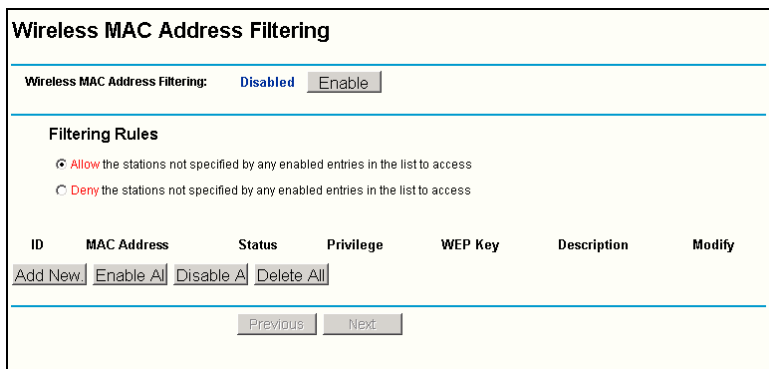 Wireless MAC Address Filtering
Wireless MAC Address Filtering: Disabled Enable
Filtering Rules
Allow the stations not specified by any enabled entries in the list to access
Deny the stations not specified by any enabled entries in the list to access
ID MAC Address Status Privilege WEP Key Description Modify
Add New. Enable Al Disable A Delete All
Previous Next